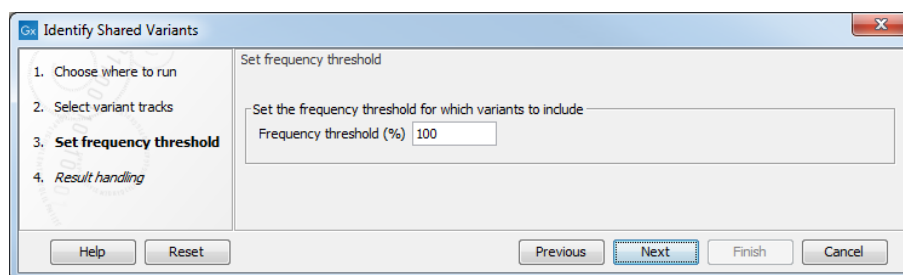 Gx Identify Shared Variants
1. Choose where to run
2. Select variant tracks
3. Set frequency threshold
4. Result handling
Set frequency threshold
Set the frequency threshold for which variants to include
Frequency threshold (%) 100
Help Reset Previous Next Finish Cancel